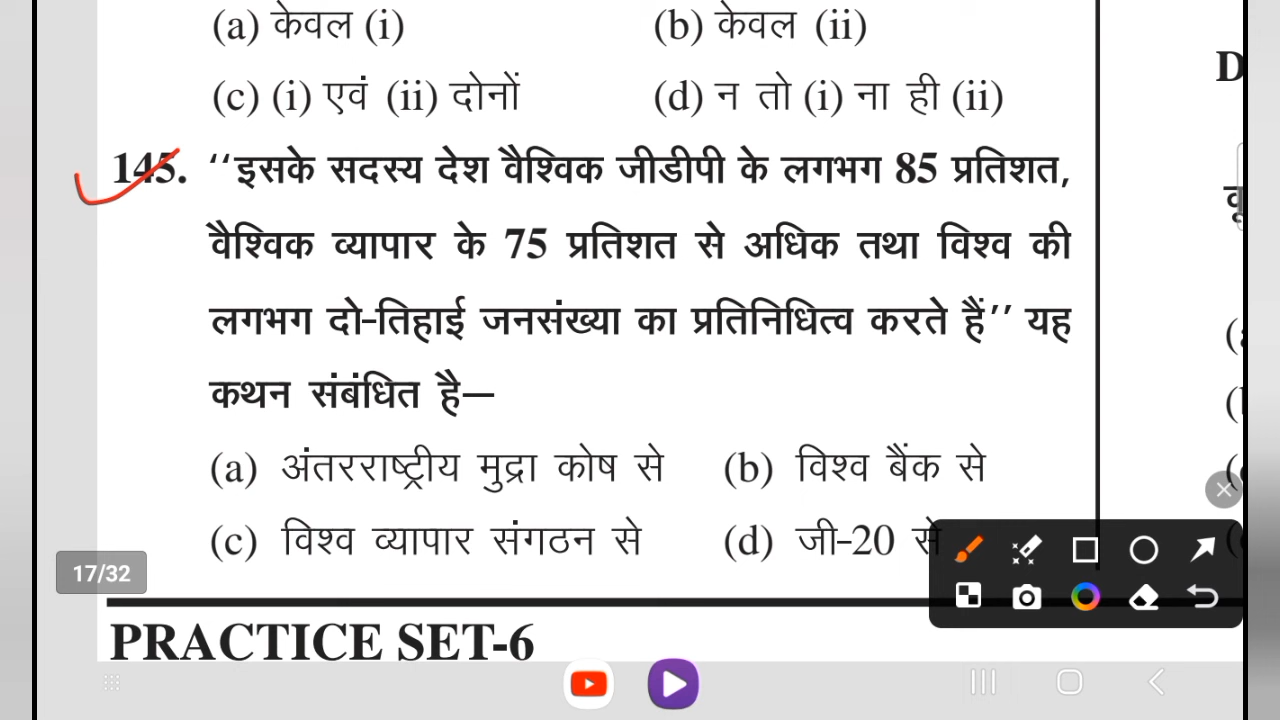 (a) केवल (i) (b) केवल (ii)
(c) (i) एवं (ii) दोनों (d) न तो (i) ना ही (ii)
145. ‘‘इसके सदस्य देश वैश्विक जीडीपी के लगभग 85 प्रतिशत,
वैश्विक व्यापार के 75 प्रतिशत से अधिक तथा विश्व की
लगभग दो-तिहाई जनसंख्या का प्रतिनिधित्व करते हैं’’ यह
कथन संबंधित है—
(a) अंतरराष्ट्रीय मुद्रा कोष से (b) विश्व बैंक से
(c) विश्व व्यापार संगठन से (d) जी-20 से
17/32
PRACTICE SET-6
D